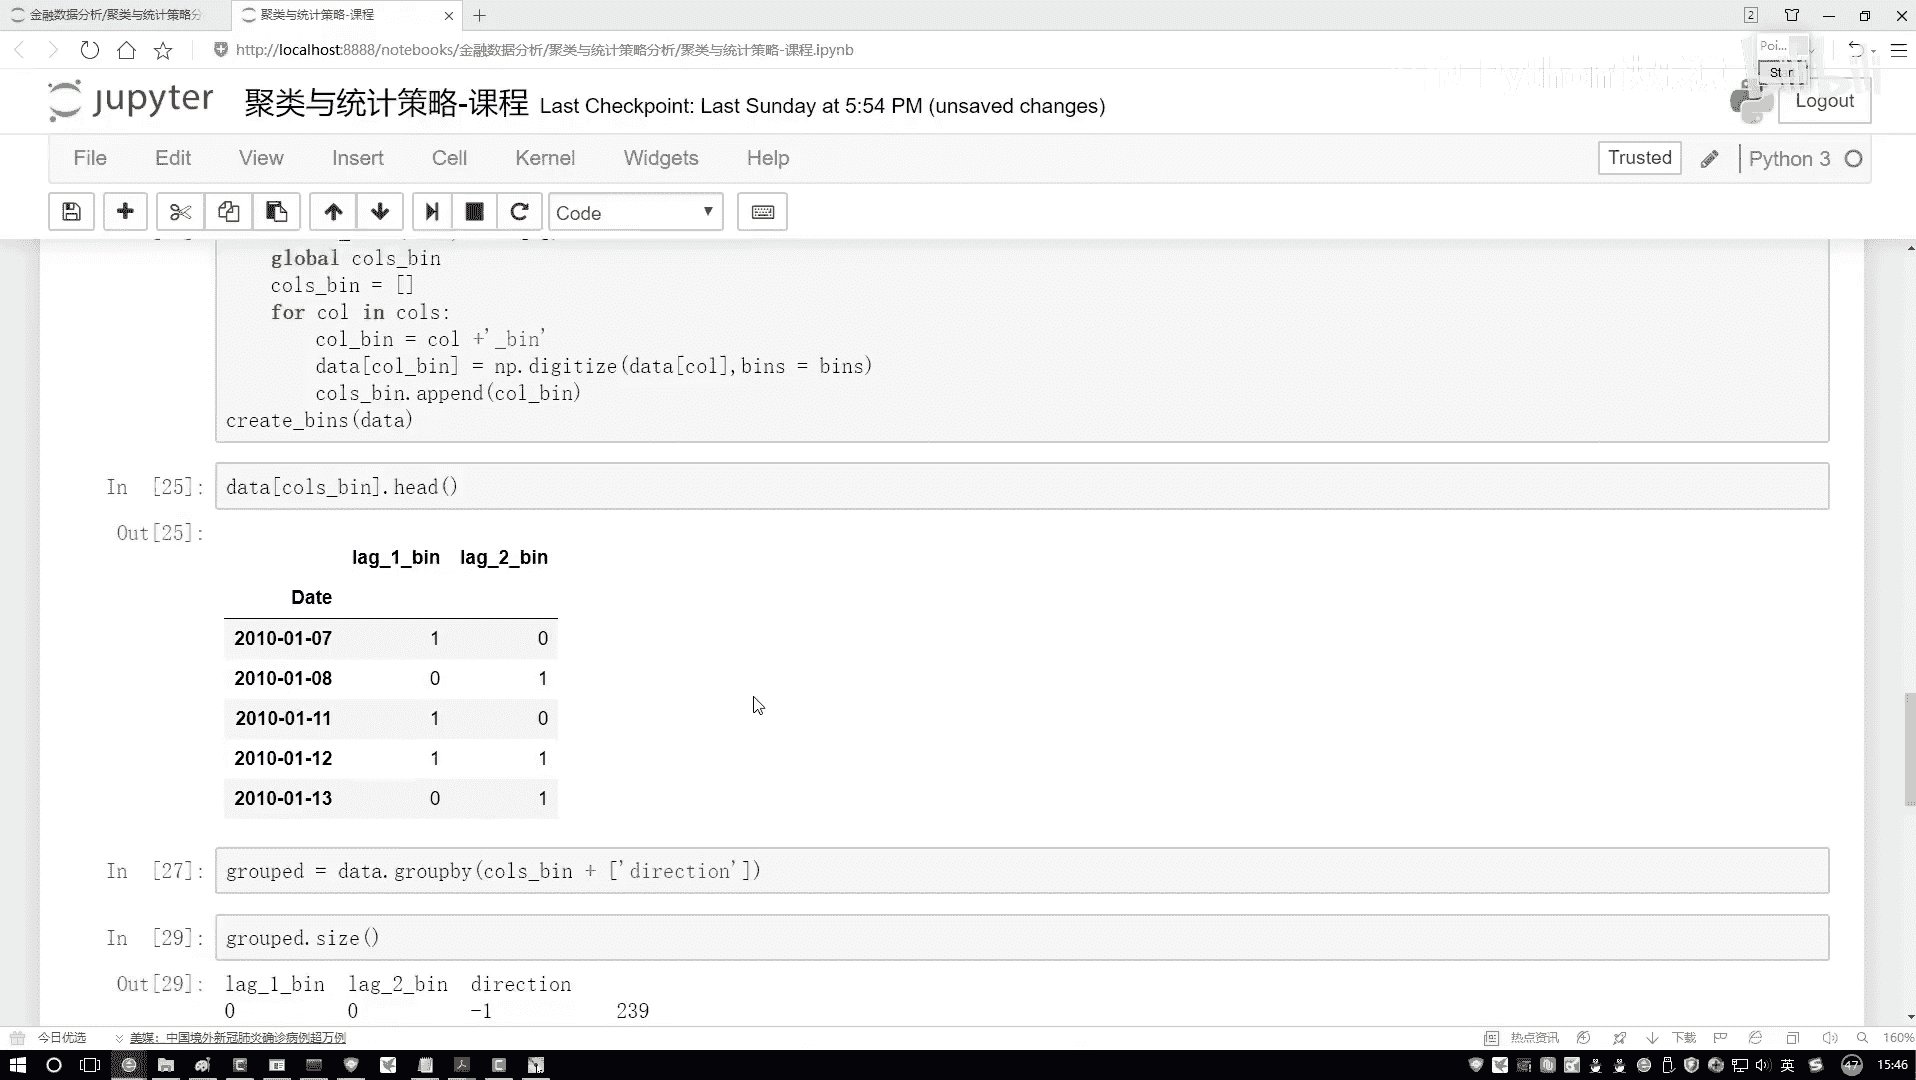 金融数据分析/聚类与统计策略分
聚类与统计策略-课程
2
http://localhost:8888/notebooks/金融数据分析/聚类与统计策略分析/聚类与统计策略-课程.ipynb
Poi...
jupyter 聚类与统计策略-课程 Last Checkpoint: Last Sunday at 5:54 PM (unsaved changes)
Logout
File Edit View Insert Cell Kernel Widgets Help
Trusted
Python 3
Code
global cols_bin
cols_bin = []
for col in cols:
col_bin = col +'_bin'
data[col_bin] = np.digitize(data[col],bins = bins)
cols_bin.append(col_bin)
create_bins(data)
In [25]: data[cols_bin].head()
Out[25]:
lag_1_bin lag_2_bin
Date
2010-01-07 1 0
2010-01-08 0 1
2010-01-11 1 0
2010-01-12 1 1
2010-01-13 0 1
In [27]: grouped = data.groupby(cols_bin + ['direction'])
In [29]: grouped.size()
Out[29]: lag_1_bin lag_2_bin direction
0 0 -1 239
今日优选
美媒：中国境外新冠肺炎确诊病例超万例
热点资讯
下载
160%
英
47
15:46